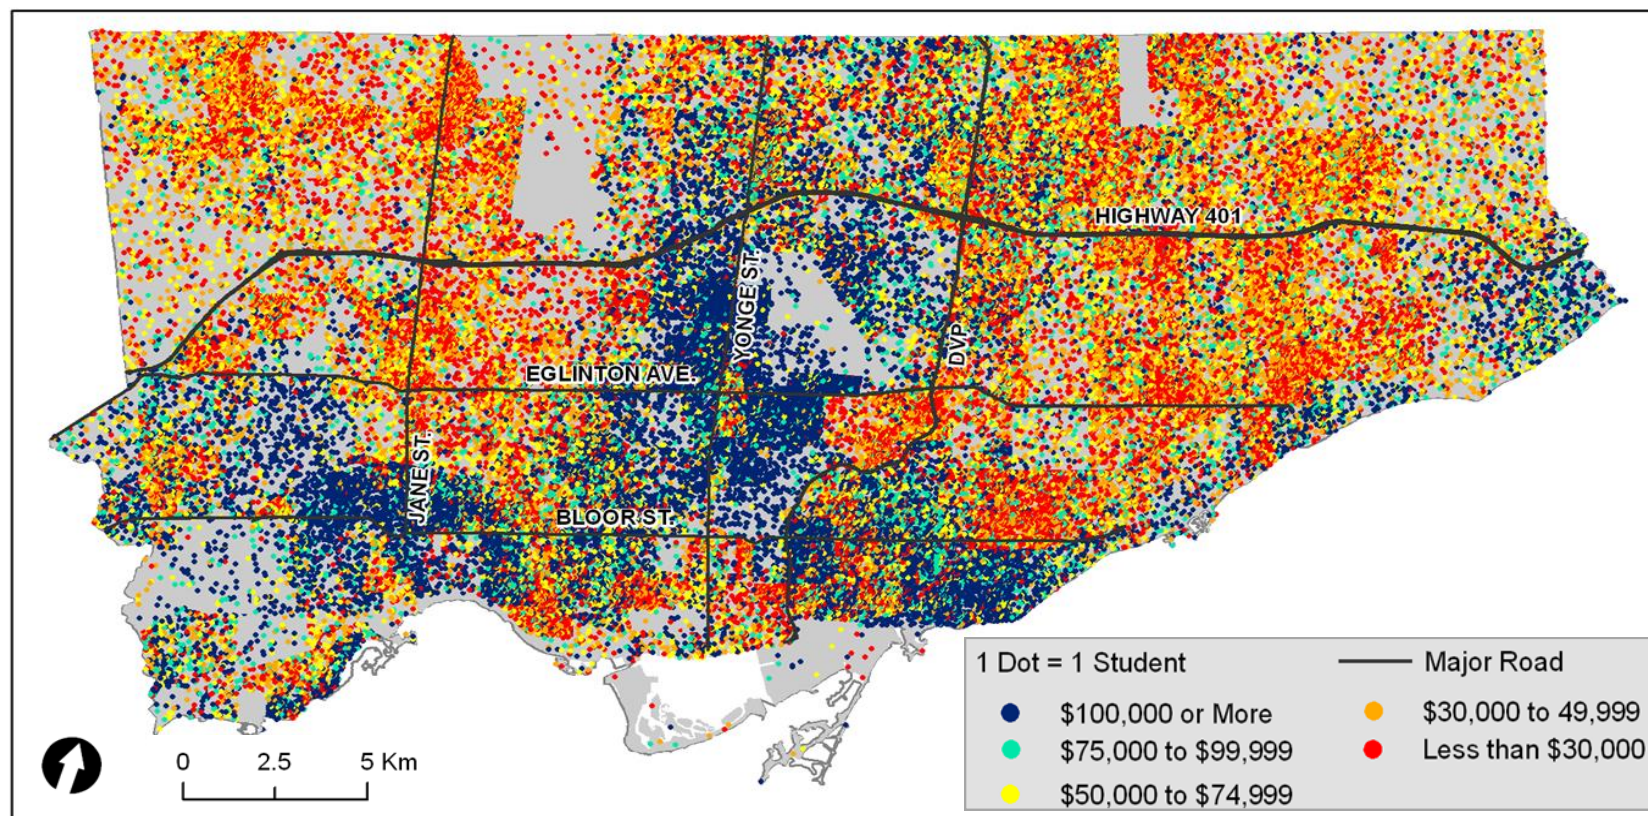 HIGHWAY 401
YONGE ST.
DVP
EGLINTON AVE.
JANE ST.
BLOOR ST.
1 Dot = 1 Student
Major Road
$100,000 or More
$30,000 to 49,999
$75,000 to $99,999
Less than $30,000
$50,000 to $74,999
0 2.5 5 Km